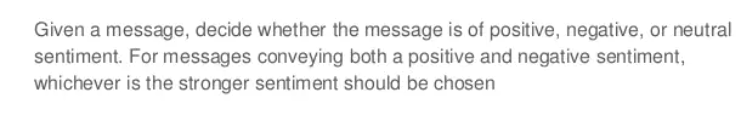 Given a message, decide whether the message is of positive, negative, or neutral
sentiment. For messages conveying both a positive and negative sentiment,
whichever is the stronger sentiment should be chosen